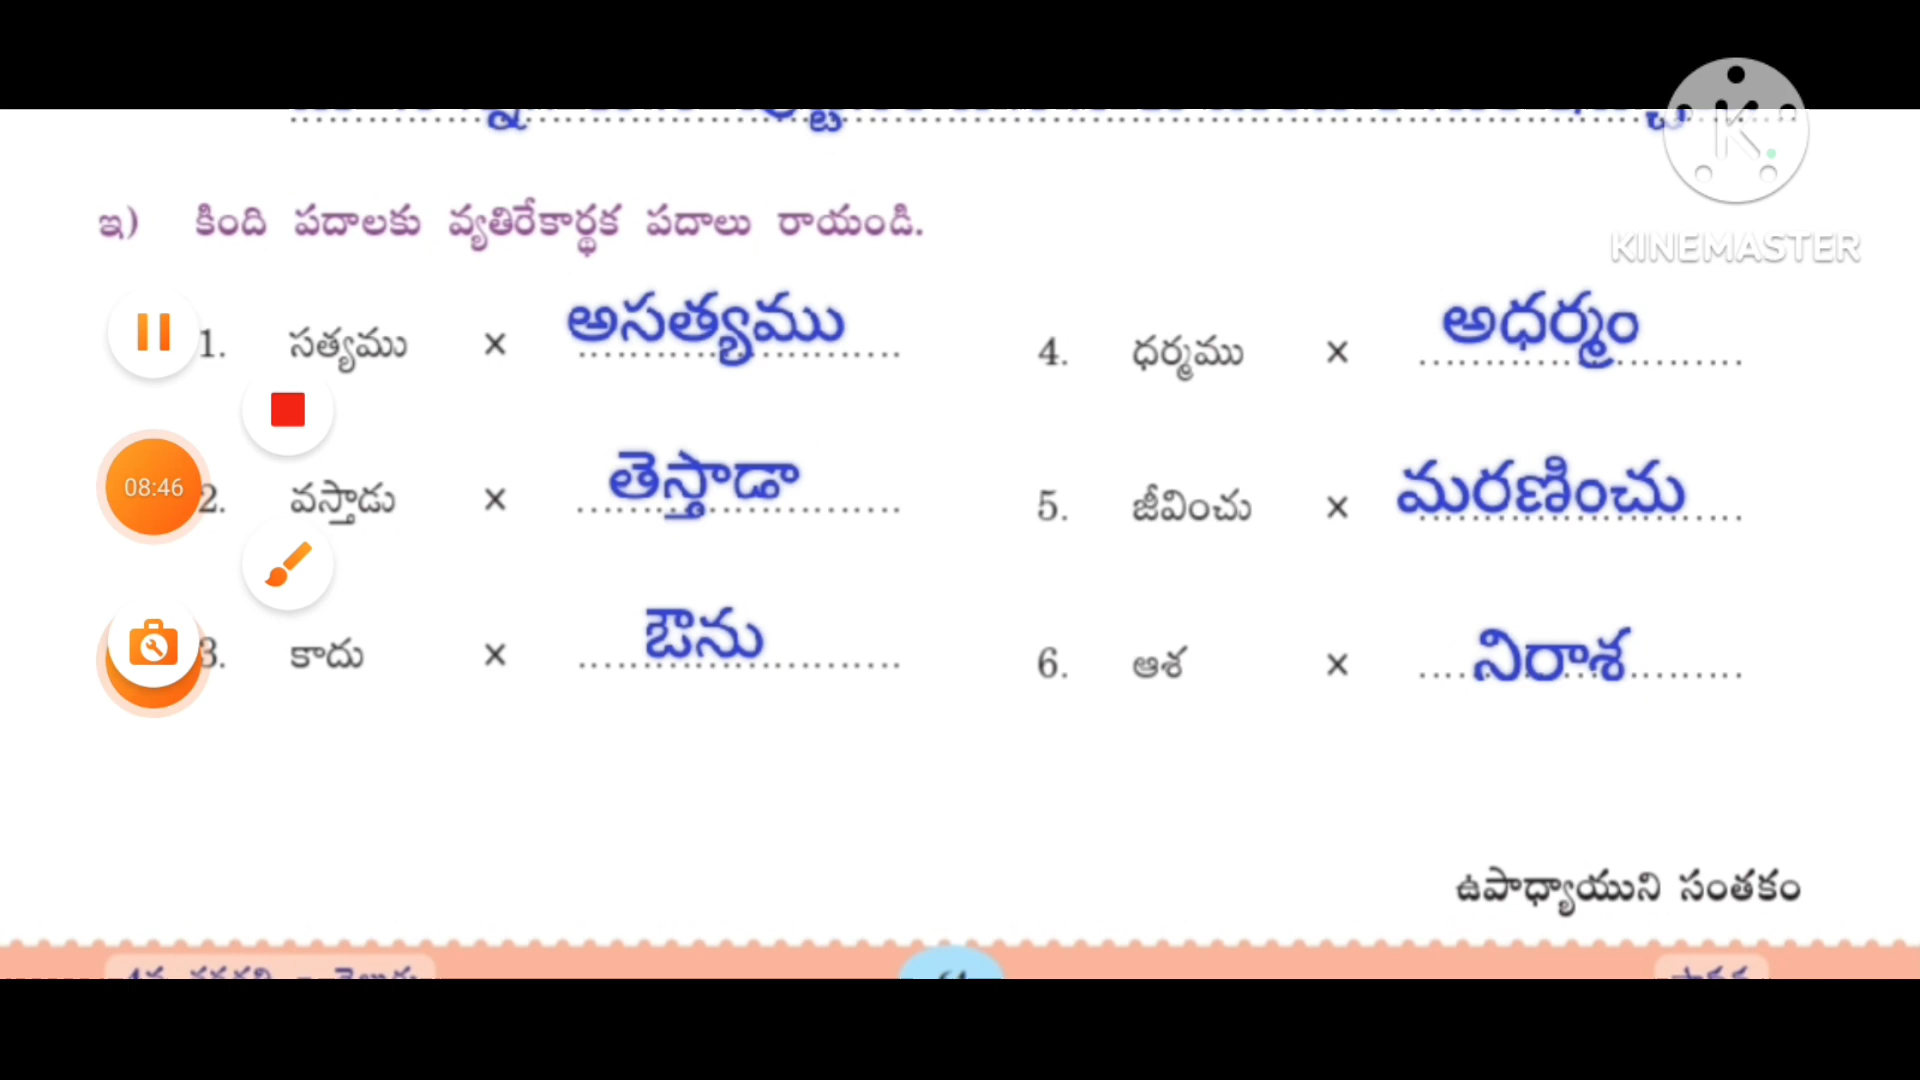 KINEMASTER
ఇ) కింది పదాలకు వ్యతిరేకార్థక పదాలు రాయండి.
1. సత్యము × అసత్యము
4. ధర్మము × అధర్మం
08:46
2. వస్తాడు × తెస్తాడా
5. జీవించు × మరణించు
3. కాదు × ఔను
6. ఆశ × నిరాశ
ఉపాధ్యాయుని సంతకం